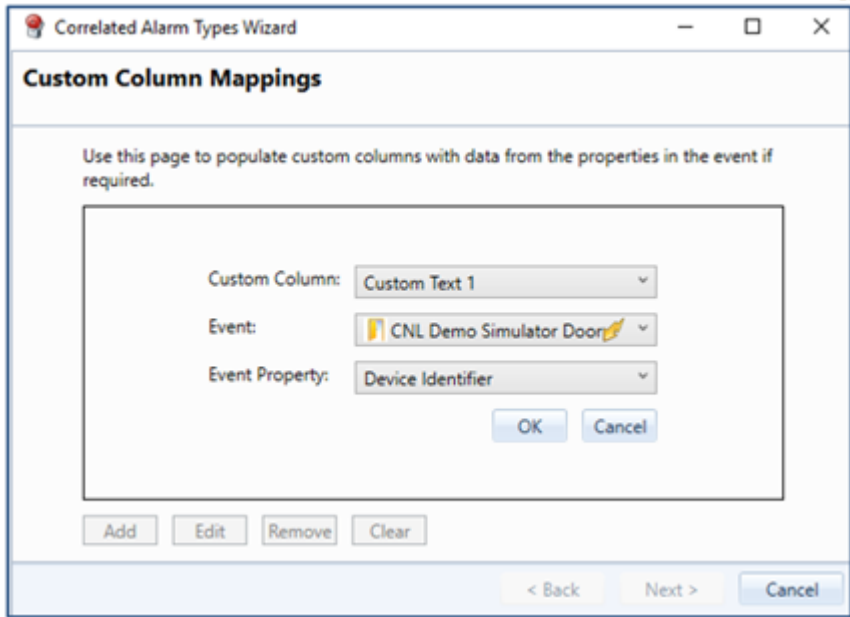 Correlated Alarm Types Wizard
Custom Column Mappings
Use this page to populate custom columns with data from the properties in the event if
required.
Custom Column: Custom Text 1
Event: CNL Demo Simulator Door
Event Property: Device Identifier
OK Cancel
Add Edit Remove Clear
< Back Next > Cancel